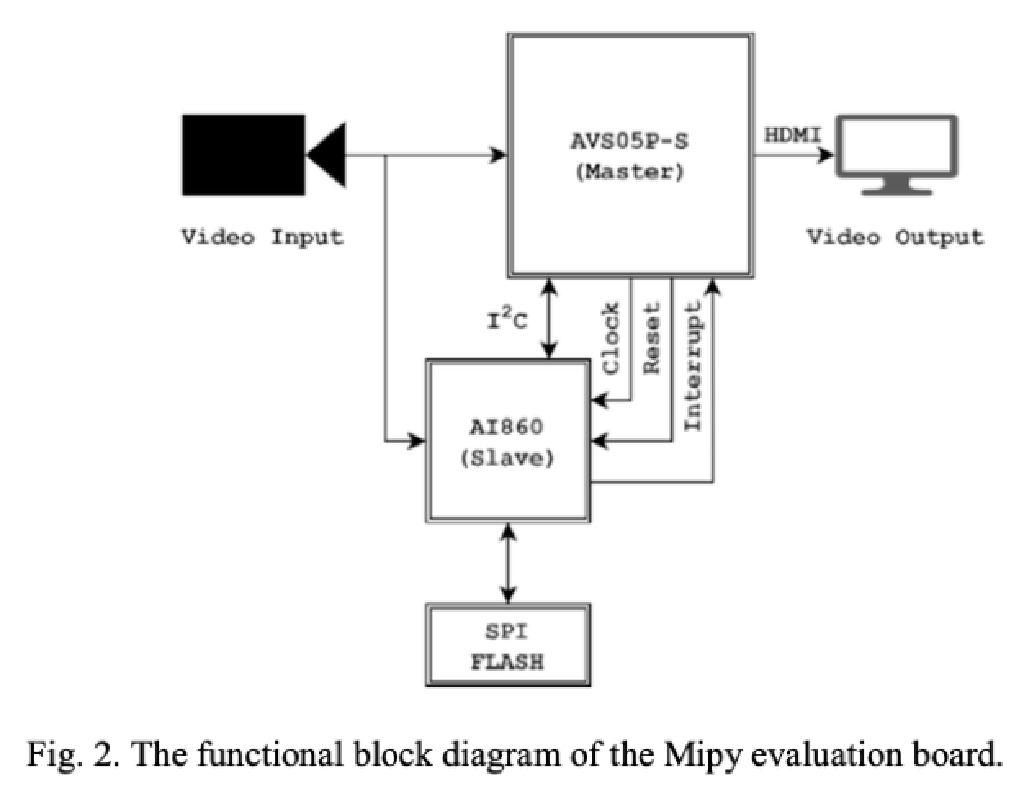 AVS05P-S
(Master)
HDMI
Video Input
Video Output
I²C
Clock
Reset
Interrupt
AI860
(Slave)
SPI
FLASH
Fig. 2. The functional block diagram of the Mipy evaluation board.